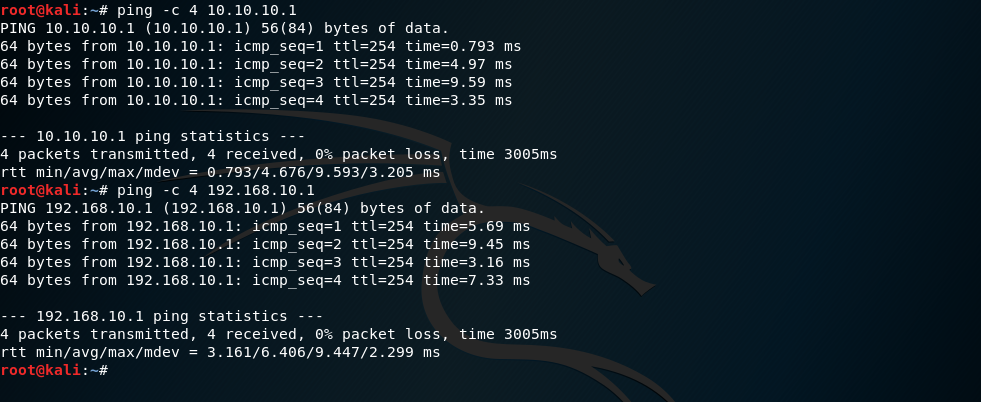 root@kali:~# ping -c 4 10.10.10.1
PING 10.10.10.1 (10.10.10.1) 56(84) bytes of data.
64 bytes from 10.10.10.1: icmp_seq=1 ttl=254 time=0.793 ms
64 bytes from 10.10.10.1: icmp_seq=2 ttl=254 time=4.97 ms
64 bytes from 10.10.10.1: icmp_seq=3 ttl=254 time=9.59 ms
64 bytes from 10.10.10.1: icmp_seq=4 ttl=254 time=3.35 ms

--- 10.10.10.1 ping statistics ---
4 packets transmitted, 4 received, 0% packet loss, time 3005ms
rtt min/avg/max/mdev = 0.793/4.676/9.593/3.205 ms
root@kali:~# ping -c 4 192.168.10.1
PING 192.168.10.1 (192.168.10.1) 56(84) bytes of data.
64 bytes from 192.168.10.1: icmp_seq=1 ttl=254 time=5.69 ms
64 bytes from 192.168.10.1: icmp_seq=2 ttl=254 time=9.45 ms
64 bytes from 192.168.10.1: icmp_seq=3 ttl=254 time=3.16 ms
64 bytes from 192.168.10.1: icmp_seq=4 ttl=254 time=7.33 ms

--- 192.168.10.1 ping statistics ---
4 packets transmitted, 4 received, 0% packet loss, time 3005ms
rtt min/avg/max/mdev = 3.161/6.406/9.447/2.299 ms
root@kali:~#